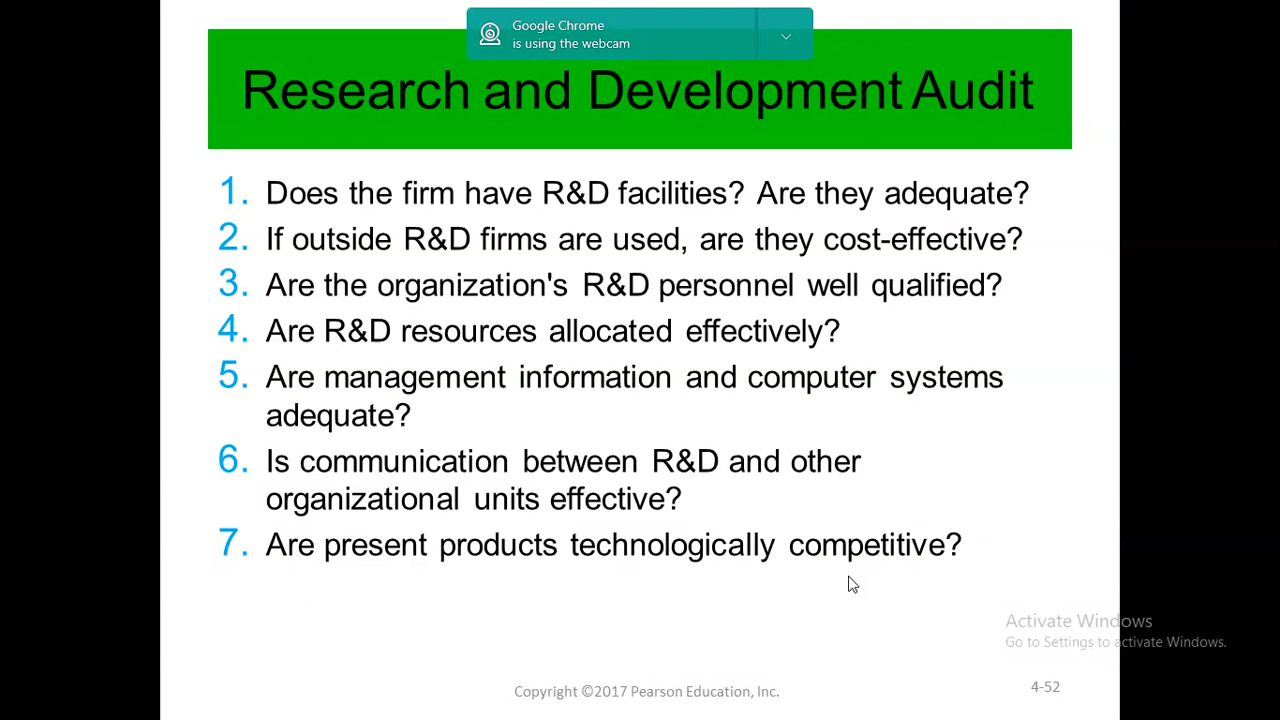 Google Chrome
is using the webcam
Research and Development Audit
1. Does the firm have R&D facilities? Are they adequate?
2. If outside R&D firms are used, are they cost-effective?
3. Are the organization's R&D personnel well qualified?
4. Are R&D resources allocated effectively?
5. Are management information and computer systems
adequate?
6. Is communication between R&D and other
organizational units effective?
7. Are present products technologically competitive?
Activate Windows
Go to Settings to activate Windows.
Copyright ©2017 Pearson Education, Inc.
4-52